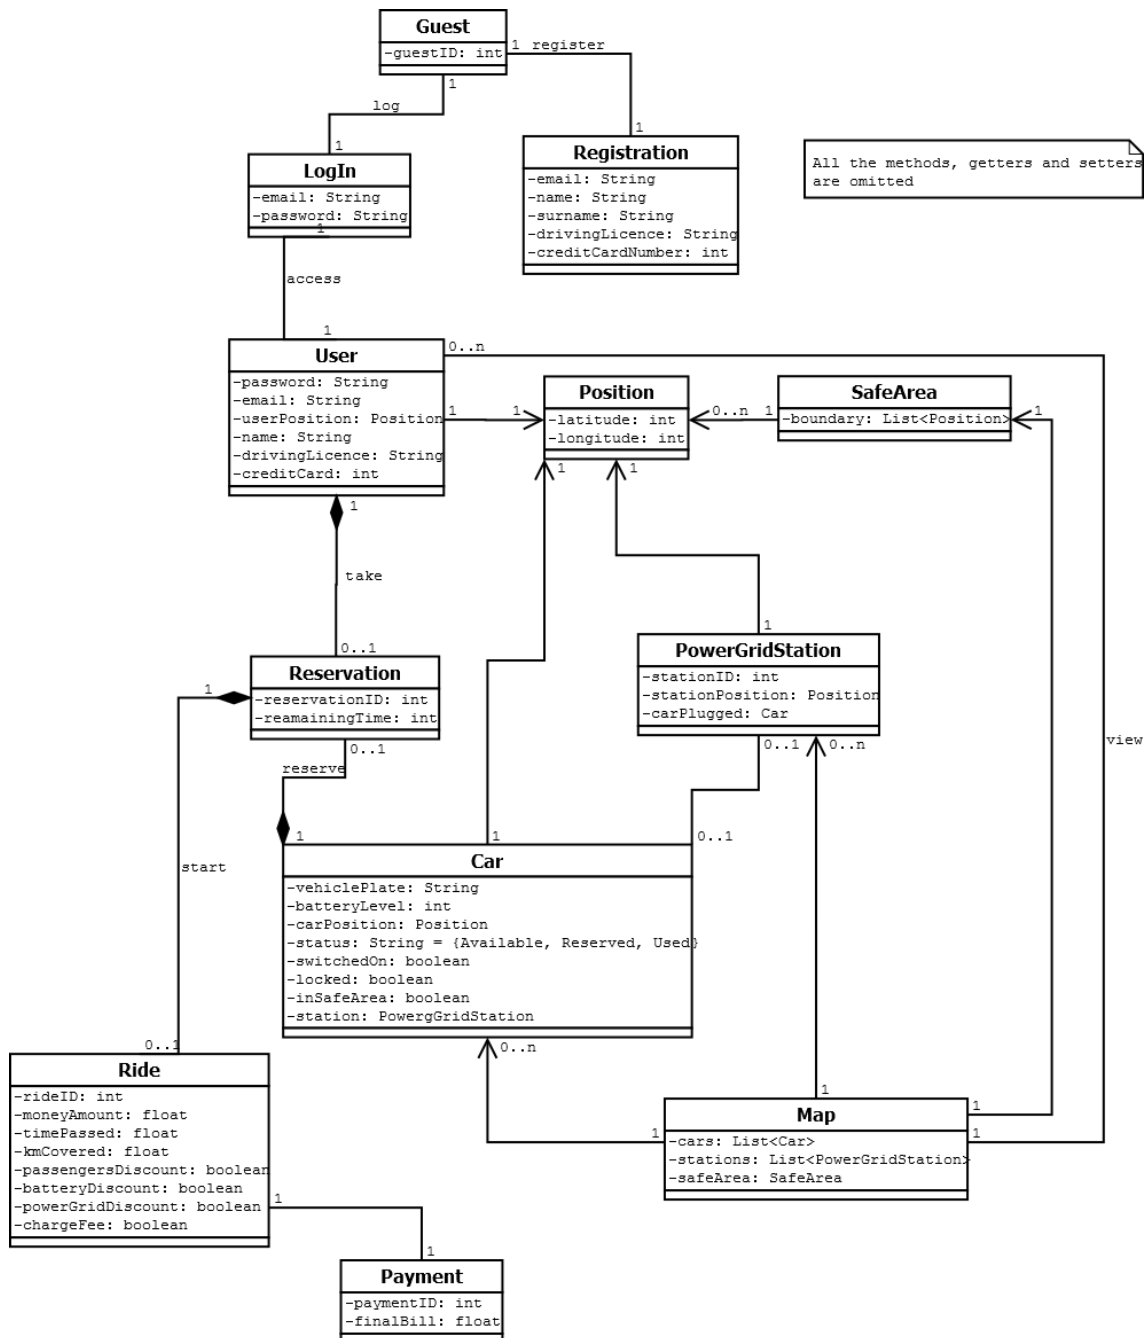 Guest
-guestID: int
1 register
1
log
1
1
LogIn
-email: String
-password: String
1
Registration
-email: String
-name: String
-surname: String
-drivingLicence: String
-creditCardNumber: int
All the methods, getters and setters
are omitted
access
1
User
-password: String
-email: String
-userPosition: Position
-name: String
-drivingLicence: String
-creditCard: int
0..n
1
1
1
Position
-latitude: int
-longitude: int
0..n
1
SafeArea
-boundary: List<Position>
1
1
1
take
0..1
Reservation
-reservationID: int
-reamainingTime: int
1
0..1
reserve
1
PowerGridStation
-stationID: int
-stationPosition: Position
-carPlugged: Car
0..1
0..n
view
start
1
1
0..1
Car
-vehiclePlate: String
-batteryLevel: int
-carPosition: Position
-status: String = {Available, Reserved, Used}
-switchedOn: boolean
-locked: boolean
-inSafeArea: boolean
-station: PowergGridStation
0..n
0..1
Ride
-rideID: int
-moneyAmount: float
-timePassed: float
-kmCovered: float
-passengersDiscount: boolean
-batteryDiscount: boolean
-powerGridDiscount: boolean
-chargeFee: boolean
1
1
1
1
1
Map
-cars: List<Car>
-stations: List<PowerGridStation>
-safeArea: SafeArea
1
Payment
-paymentID: int
-finalBill: float